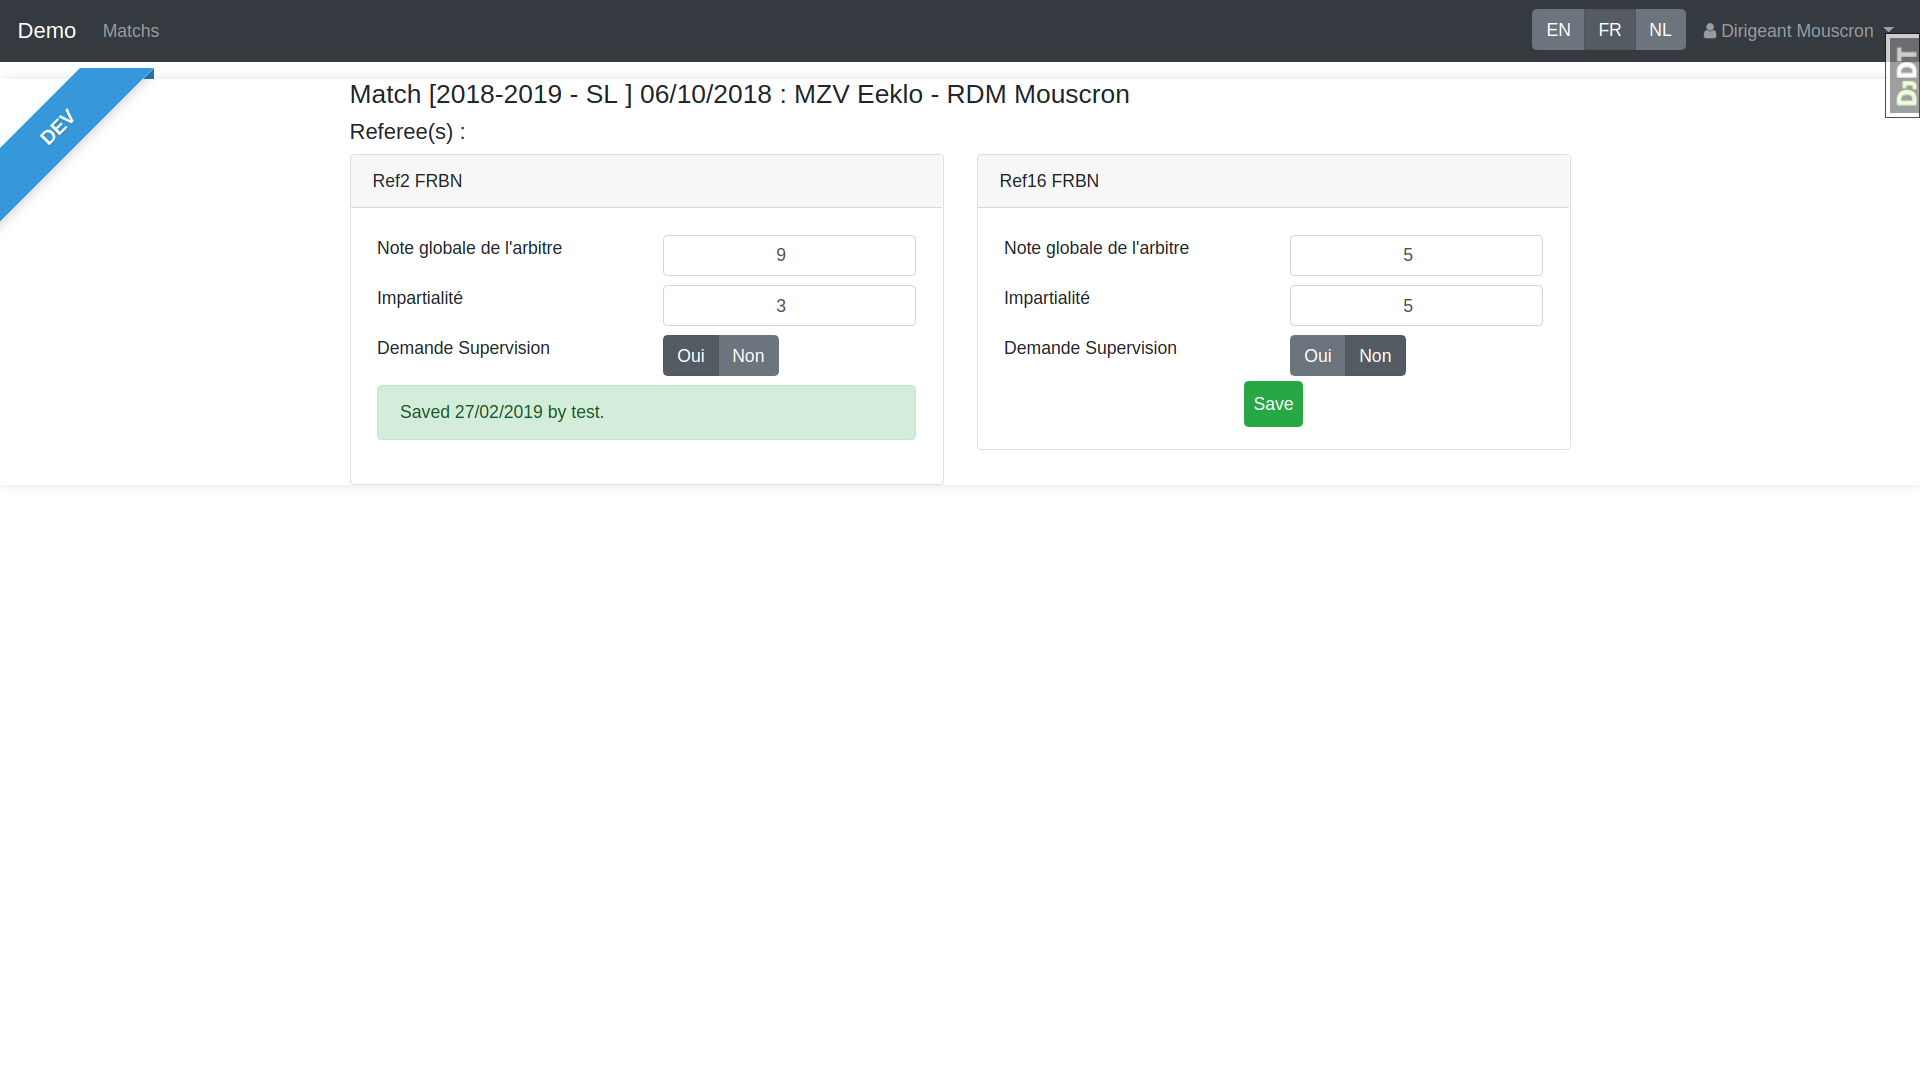 Demo Matchs EN FR NL Dirigeant Mouscron
DjDT
DEV
Match [2018-2019 - SL ] 06/10/2018 : MZV Eeklo - RDM Mouscron
Referee(s) :
Ref2 FRBN
Note globale de l'arbitre 9
Impartialité 3
Demande Supervision Oui Non
Saved 27/02/2019 by test.
Ref16 FRBN
Note globale de l'arbitre 5
Impartialité 5
Demande Supervision Oui Non
Save